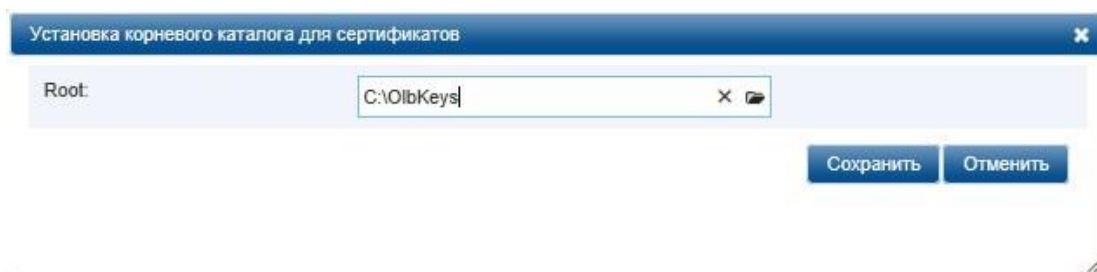 Установка корневого каталога для сертификатов
Root: C:\OlbKeys
Сохранить Отменить